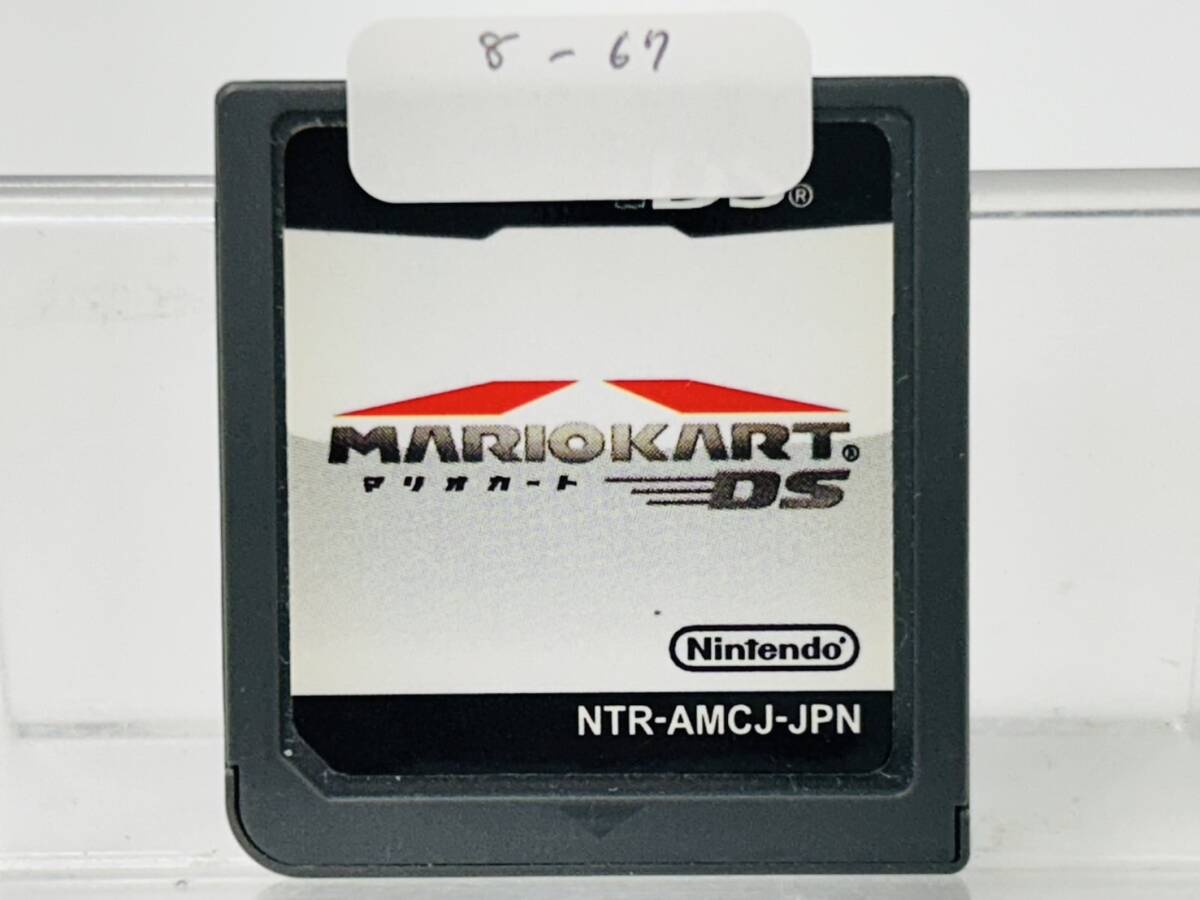 8-67
DS®
MARIOKART®
マリオカート DS
Nintendo®
NTR-AMCJ-JPN